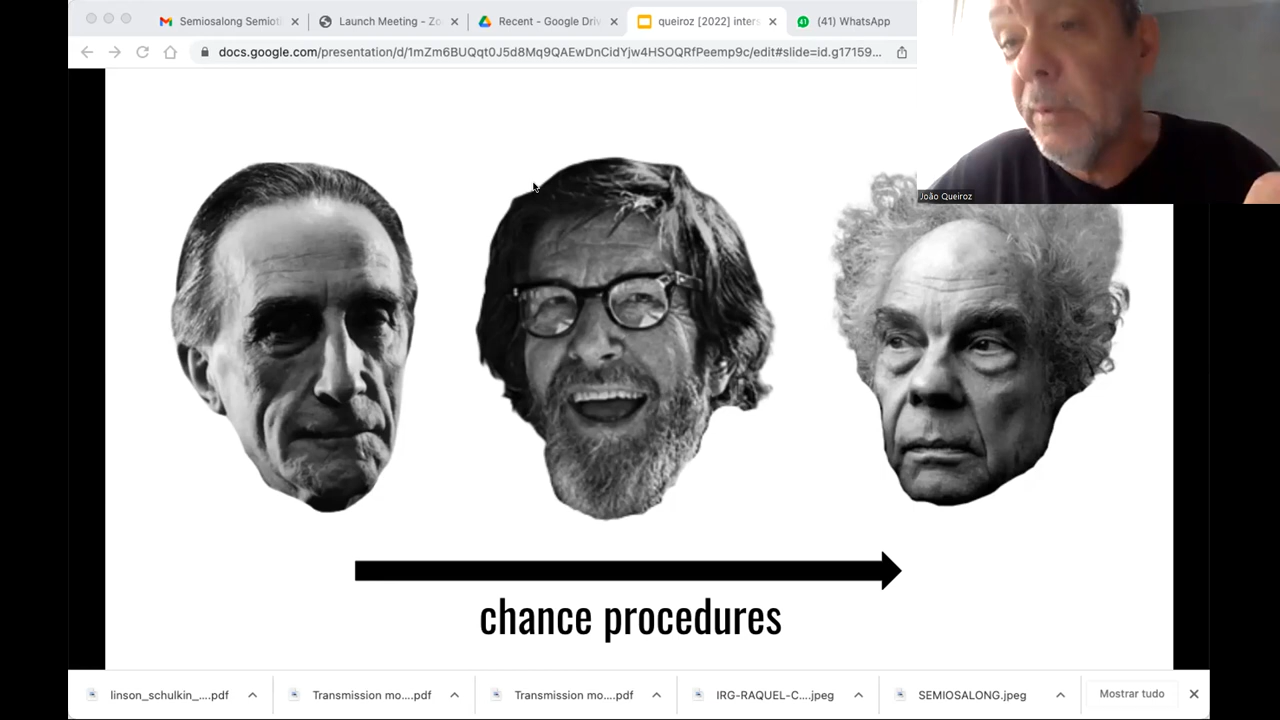 Semiosalong Semioti
Launch Meeting - Zo
Recent - Google Driv
queiroz [2022] inters
(41) WhatsApp
docs.google.com/presentation/d/1mZm6BUQqt0J5d8Mq9QAEwDnCidYjw4HSOQRfPeemp9c/edit#slide=id.g17159...
João Queiroz
chance procedures
linson_schulkin_....pdf
Transmission mo....pdf
Transmission mo....pdf
IRG-RAQUEL-C....jpeg
SEMIOSALONG.jpeg
Mostrar tudo